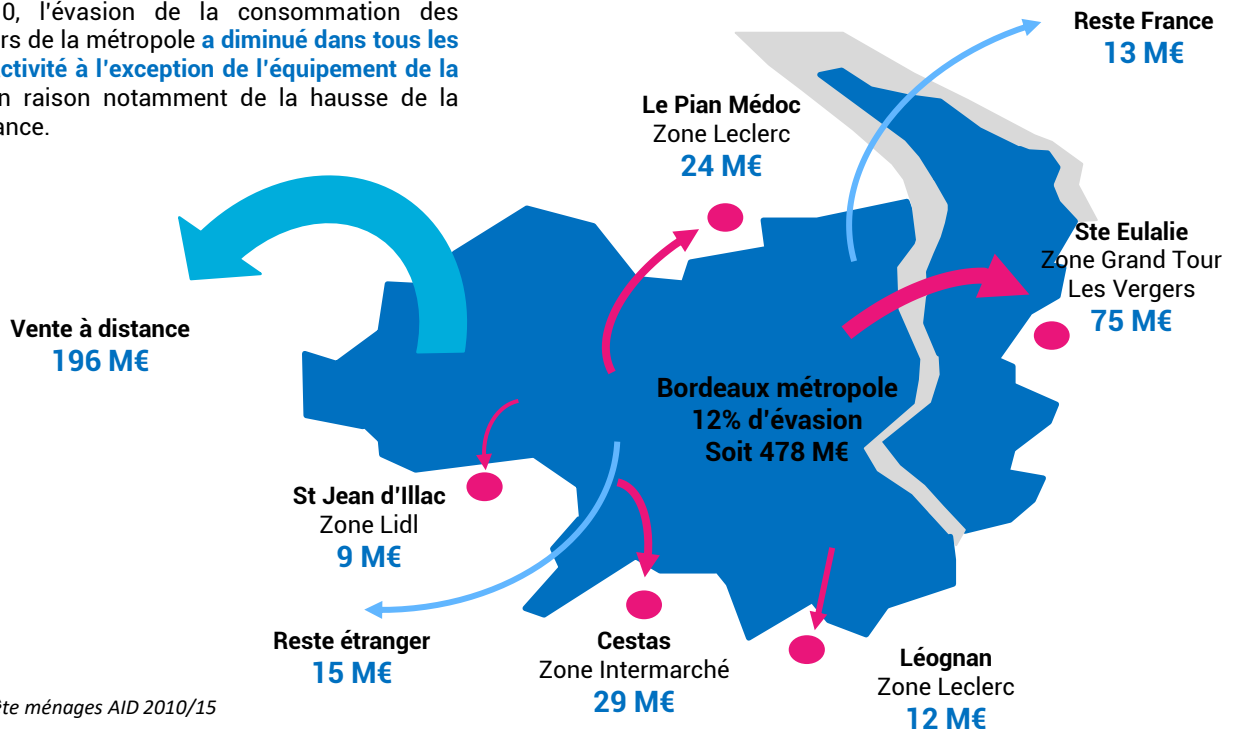 0, l'évasion de la consommation des
rs de la métropole a diminué dans tous les
activité à l'exception de l'équipement de la
n raison notamment de la hausse de la
ance.
Reste France
13 M€
Le Pian Médoc
Zone Leclerc
24 M€
Ste Eulalie
Zone Grand Tour
Les Vergers
75 M€
Vente à distance
196 M€
Bordeaux métropole
12% d'évasion
Soit 478 M€
St Jean d'Illac
Zone Lidl
9 M€
Reste étranger
15 M€
Cestas
Zone Intermarché
29 M€
Léognan
Zone Leclerc
12 M€
ête ménages AID 2010/15